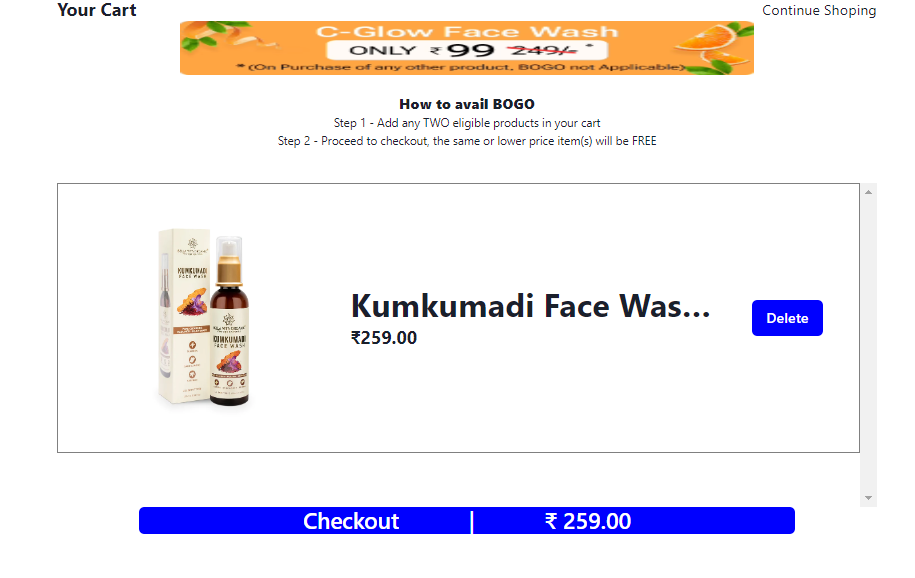 Your Cart
Continue Shoping
C-Glow Face Wash
ONLY ₹99 249/- *
*(On Purchase of any other product, BOGO not Applicable)
How to avail BOGO
Step 1 - Add any TWO eligible products in your cart
Step 2 - Proceed to checkout, the same or lower price item(s) will be FREE
KUMKUMADI
FACE WASH
KUMKUMADI
FACE WASH
Kumkumadi Face Was...
₹259.00
Delete
Checkout | ₹ 259.00